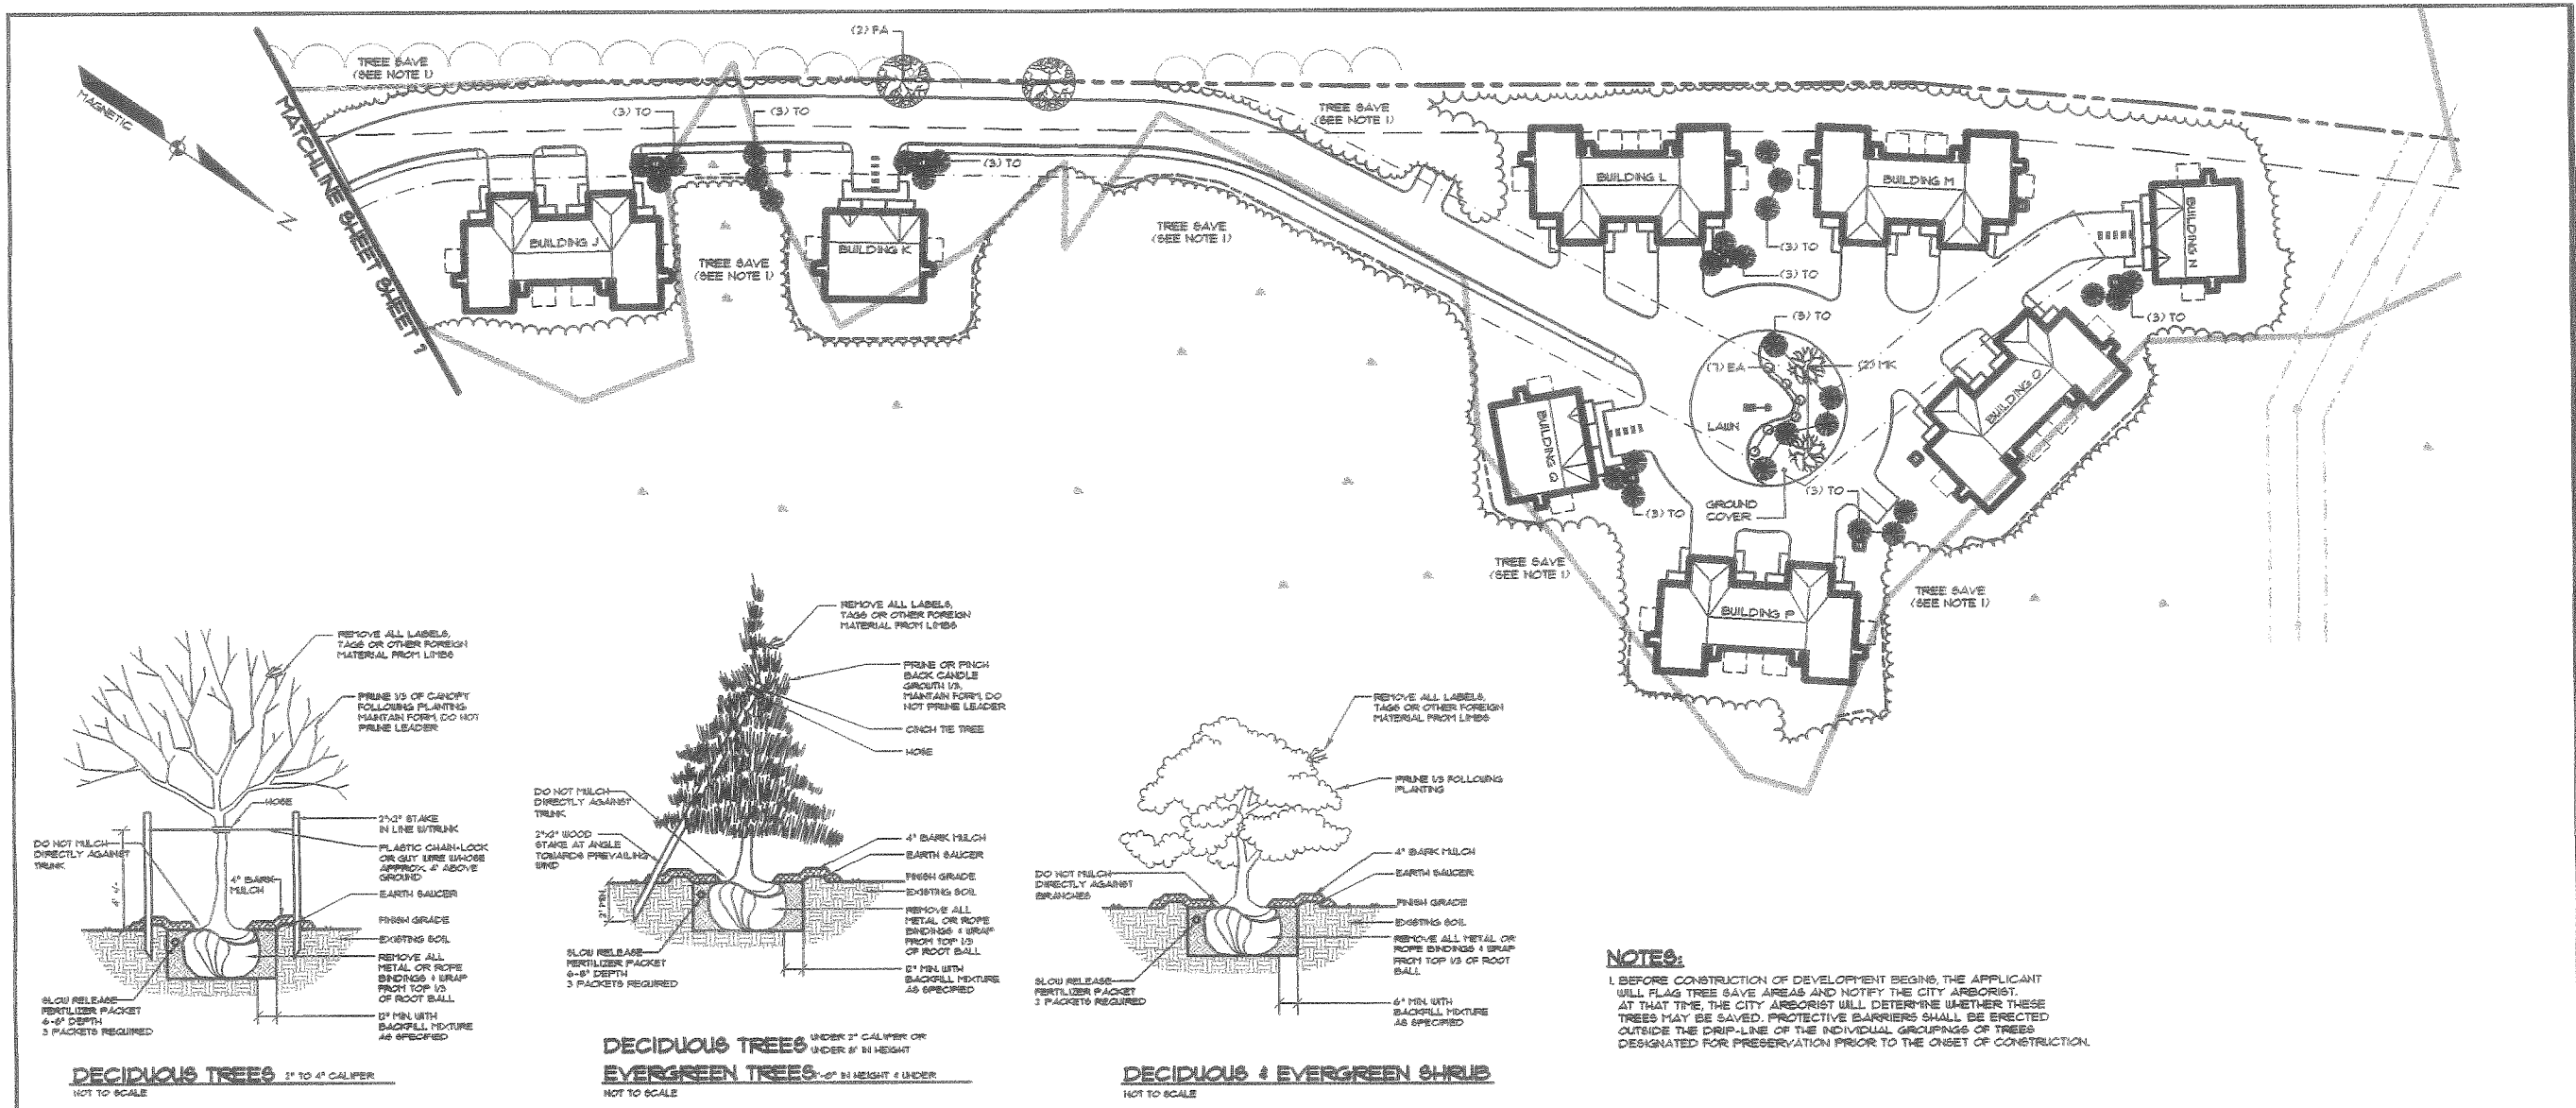 (2) FA
TREE SAVE
(SEE NOTE 1)
MAGNETIC
N
MATCHLINE SHEET SHEET 1
(3) TO
(3) TO
(3) TO
TREE SAVE
(SEE NOTE 1)
BUILDING J
BUILDING K
TREE SAVE
(SEE NOTE 1)
TREE SAVE
(SEE NOTE 1)
BUILDING L
BUILDING M
BUILDING N
(3) TO
(3) TO
(3) TO
(5) TO
(7) EA
(2) MK
LAWN
GROUND
COVER
BUILDING O
BUILDING Q
(3) TO
(3) TO
TREE SAVE
(SEE NOTE 1)
BUILDING P
TREE SAVE
(SEE NOTE 1)
REMOVE ALL LABELS,
TAGS OR OTHER FOREIGN
MATERIAL FROM LIMBS
PRUNE 1/3 OF CANOPY
FOLLOWING PLANTING
MAINTAIN FORM, DO NOT
PRUNE LEADER
HOSE
2"x2" STAKE
IN LINE W/TRUNK
DO NOT MULCH
DIRECTLY AGAINST
TRUNK
PLASTIC CHAIN-LOCK
OR GUY WIRE W/HOSE
APPROX. 4' ABOVE
GROUND
4" BARK
MULCH
4' +/-
EARTH SAUCER
FINISH GRADE
EXISTING SOIL
REMOVE ALL
METAL OR ROPE
BINDINGS & WRAP
FROM TOP 1/3
OF ROOT BALL
SLOW RELEASE
FERTILIZER PACKET
6-8" DEPTH
3 PACKETS REQUIRED
12" MIN. WITH
BACKFILL MIXTURE
AS SPECIFIED
DECIDUOUS TREES 2" TO 4" CALIPER
NOT TO SCALE
REMOVE ALL LABELS,
TAGS OR OTHER FOREIGN
MATERIAL FROM LIMBS
PRUNE OR PINCH
BACK CANDLE
GROWTH 1/3,
MAINTAIN FORM, DO
NOT PRUNE LEADER
CINCH TIE TREE
HOSE
DO NOT MULCH
DIRECTLY AGAINST
TRUNK
2"x2" WOOD
STAKE AT ANGLE
TOWARDS PREVAILING
WIND
4" BARK MULCH
EARTH SAUCER
FINISH GRADE
EXISTING SOIL
2' MIN.
REMOVE ALL
METAL OR ROPE
BINDINGS & WRAP
FROM TOP 1/3
OF ROOT BALL
SLOW RELEASE
FERTILIZER PACKET
6-8" DEPTH
3 PACKETS REQUIRED
12" MIN. WITH
BACKFILL MIXTURE
AS SPECIFIED
DECIDUOUS TREES UNDER 2" CALIPER OR
UNDER 8' IN HEIGHT
EVERGREEN TREES IN HEIGHT & UNDER
NOT TO SCALE
REMOVE ALL LABELS,
TAGS OR OTHER FOREIGN
MATERIAL FROM LIMBS
PRUNE 1/3 FOLLOWING
PLANTING
4" BARK MULCH
EARTH SAUCER
DO NOT MULCH
DIRECTLY AGAINST
BRANCHES
FINISH GRADE
EXISTING SOIL
REMOVE ALL METAL OR
ROPE BINDINGS & WRAP
FROM TOP 1/3 OF ROOT
BALL
SLOW RELEASE
FERTILIZER PACKET
2 PACKETS REQUIRED
6" MIN. WITH
BACKFILL MIXTURE
AS SPECIFIED
DECIDUOUS & EVERGREEN SHRUB
NOT TO SCALE
NOTES:
1. BEFORE CONSTRUCTION OF DEVELOPMENT BEGINS, THE APPLICANT
WILL FLAG TREE SAVE AREAS AND NOTIFY THE CITY ARBORIST.
AT THAT TIME, THE CITY ARBORIST WILL DETERMINE WHETHER THESE
TREES MAY BE SAVED. PROTECTIVE BARRIERS SHALL BE ERECTED
OUTSIDE THE DRIP-LINE OF THE INDIVIDUAL GROUPINGS OF TREES
DESIGNATED FOR PRESERVATION PRIOR TO THE ONSET OF CONSTRUCTION.